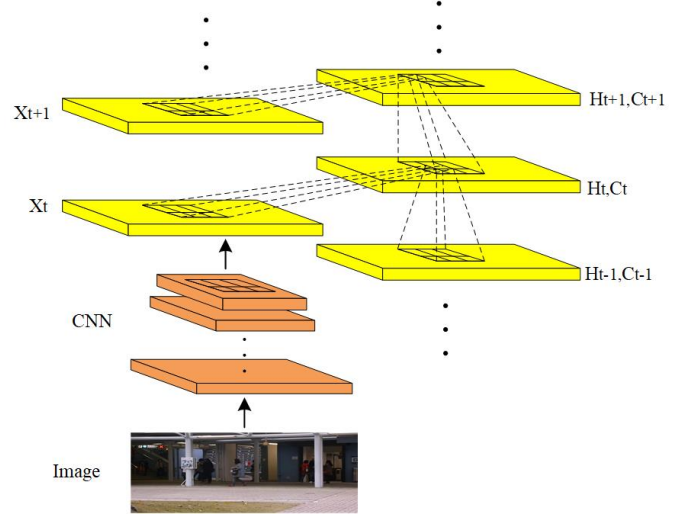 Xt+1
Ht+1,Ct+1
Xt
Ht,Ct
Ht-1,Ct-1
CNN
Image